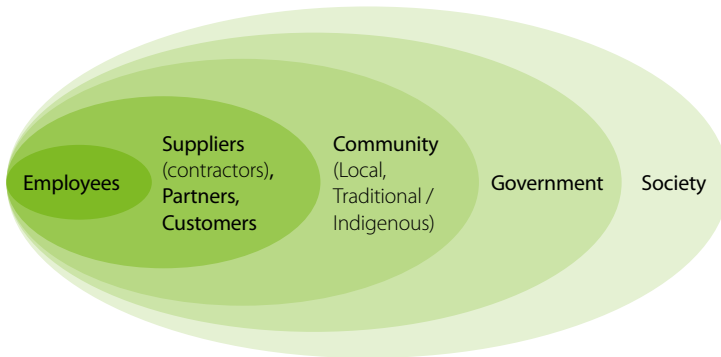 Employees
Suppliers
(contractors),
Partners,
Customers
Community
(Local,
Traditional /
Indigenous)
Government
Society